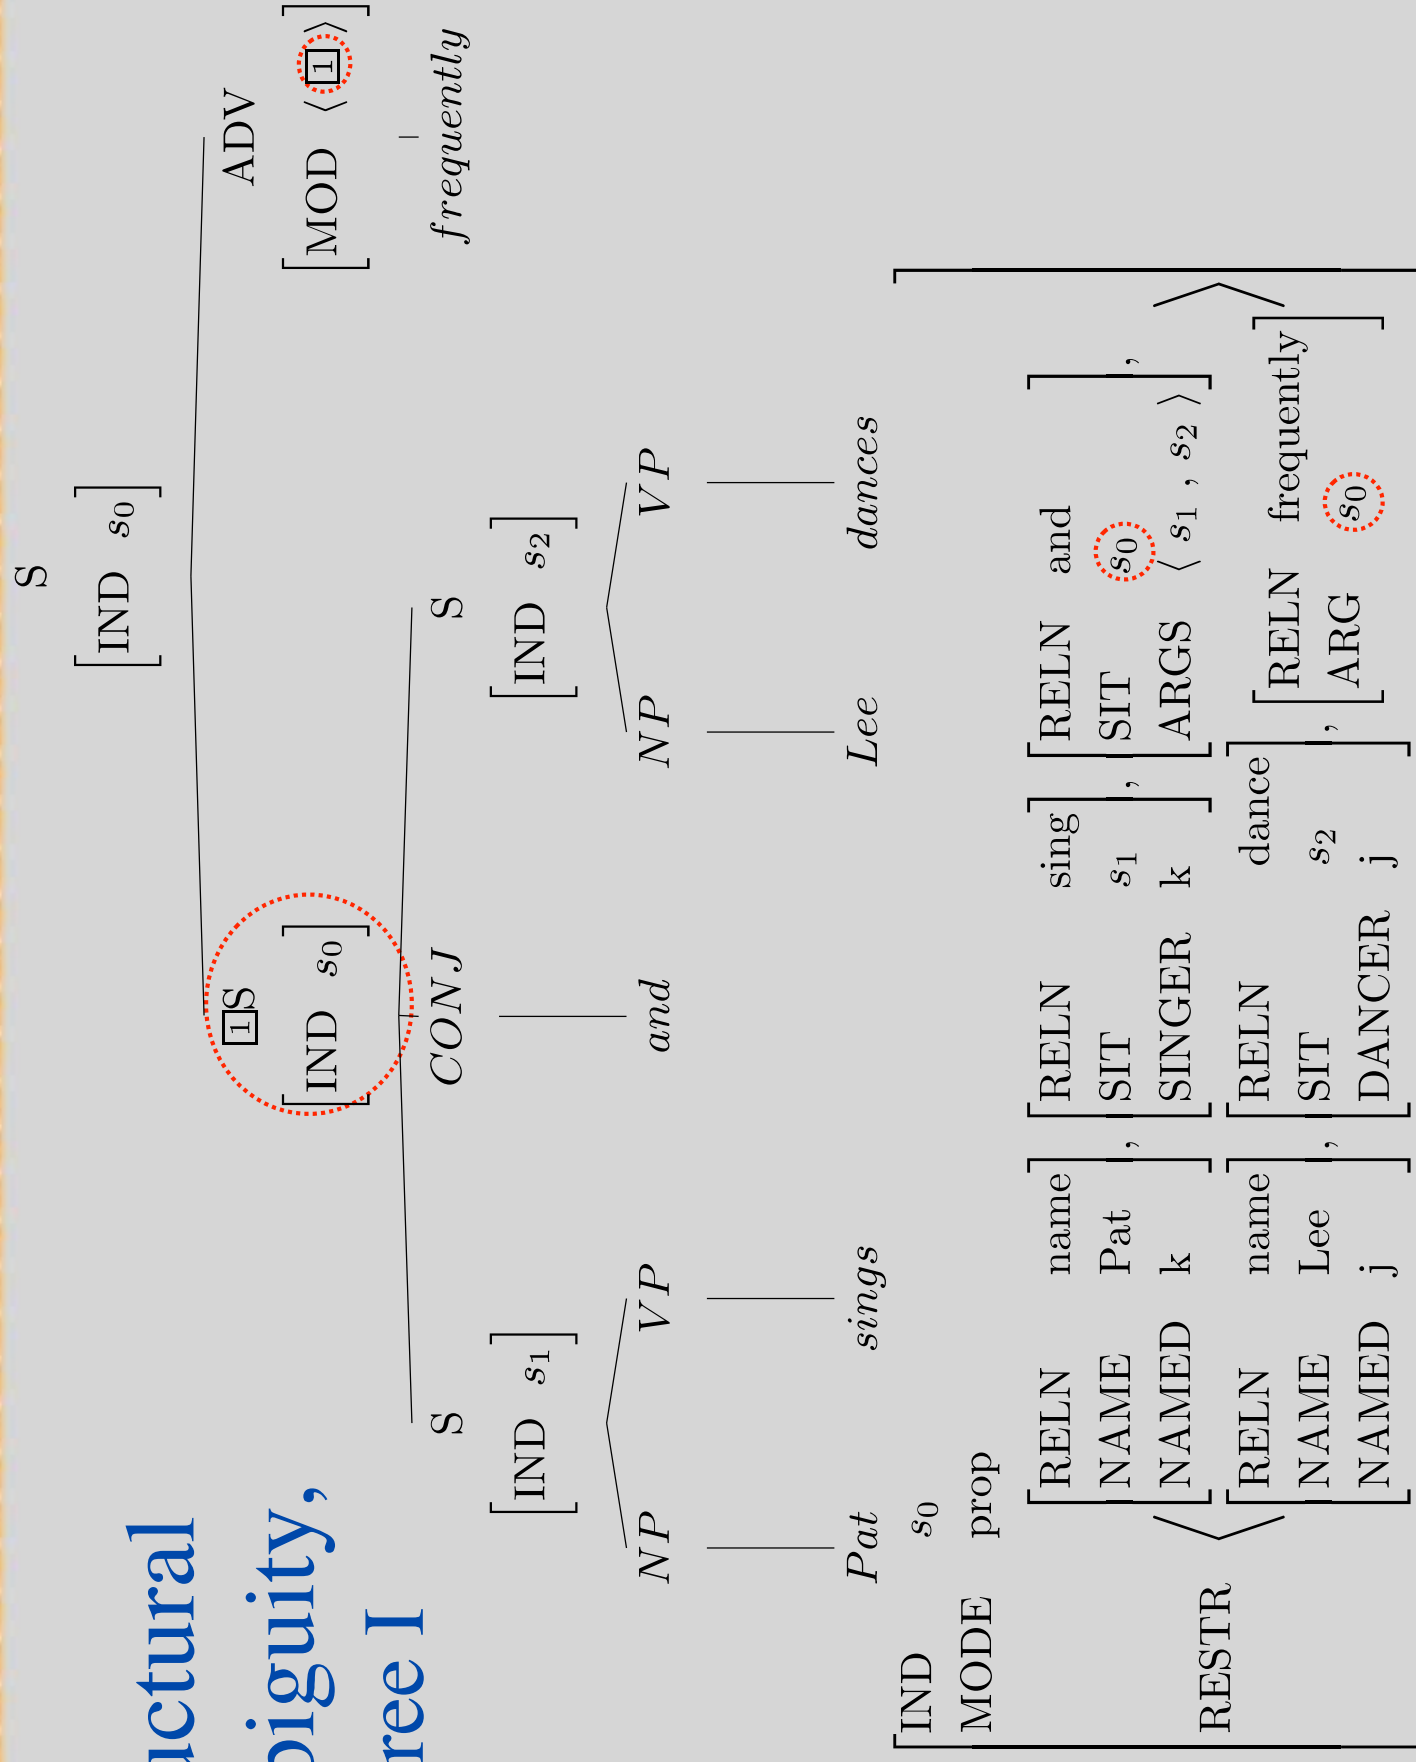 uctural
biguity,
ree I
S
[IND s₀]
1S
[IND s₀]
ADV
[MOD ⟨1⟩]
frequently
S
[IND s₁]
CONJ
and
S
[IND s₂]
NP VP NP VP
Pat sings Lee dances
IND s₀
MODE prop
RESTR ⟨
[RELN name], [RELN sing], [RELN and],
NAME Pat SIT s₁ SIT s₀
NAMED k SINGER k ARGS ⟨s₁, s₂⟩
[RELN name], [RELN dance], [RELN frequently] ⟩
NAME Lee SIT s₂ ARG s₀
NAMED j DANCER j